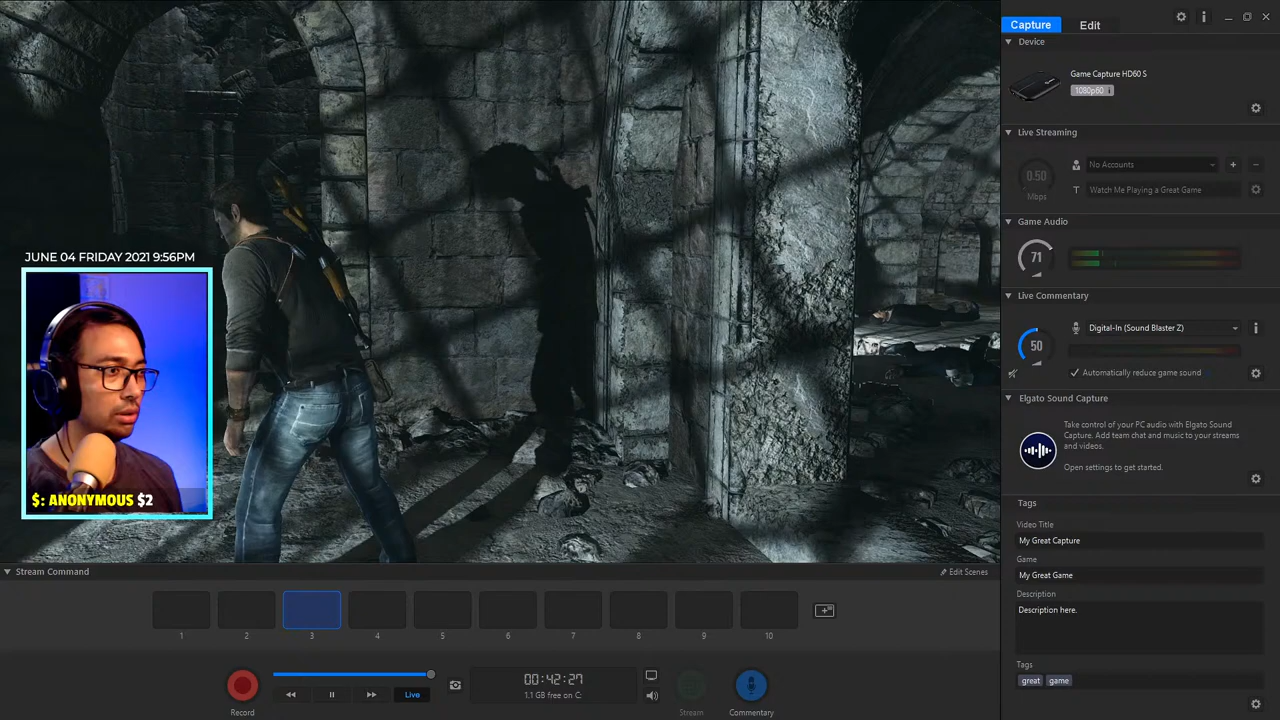 Capture
Edit
Device
Game Capture HD60 S
1080p60
Live Streaming
0.50
Mbps
No Accounts
Watch Me Playing a Great Game
Game Audio
71
Live Commentary
50
Digital-In (Sound Blaster Z)
Automatically reduce game sound
Elgato Sound Capture
Take control of your PC audio with Elgato Sound
Capture. Add team chat and music to your streams
and videos.
Open settings to get started.
Tags
Video Title
My Great Capture
Game
My Great Game
Description
Description here.
Tags
great game
JUNE 04 FRIDAY 2021 9:56PM
$: ANONYMOUS $2
Stream Command
Edit Scenes
1 2 3 4 5 6 7 8 9 10
Live
00:42:27
1.1 GB free on C:
Record
Stream
Commentary